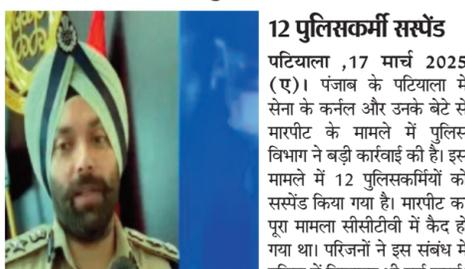 12 पुलिसकर्मी सस्पेंड
पटियाला ,17 मार्च 2025
(ए)। पंजाब के पटियाला में
सेना के कर्नल और उनके बेटे से
मारपीट के मामले में पुलिस
विभाग ने बड़ी कार्रवाई की है। इस
मामले में 12 पुलिसकर्मियों को
सस्पेंड किया गया है। मारपीट का
पूरा मामला सीसीटीवी में कैद हो
गया था। परिजनों ने इस संबंध में